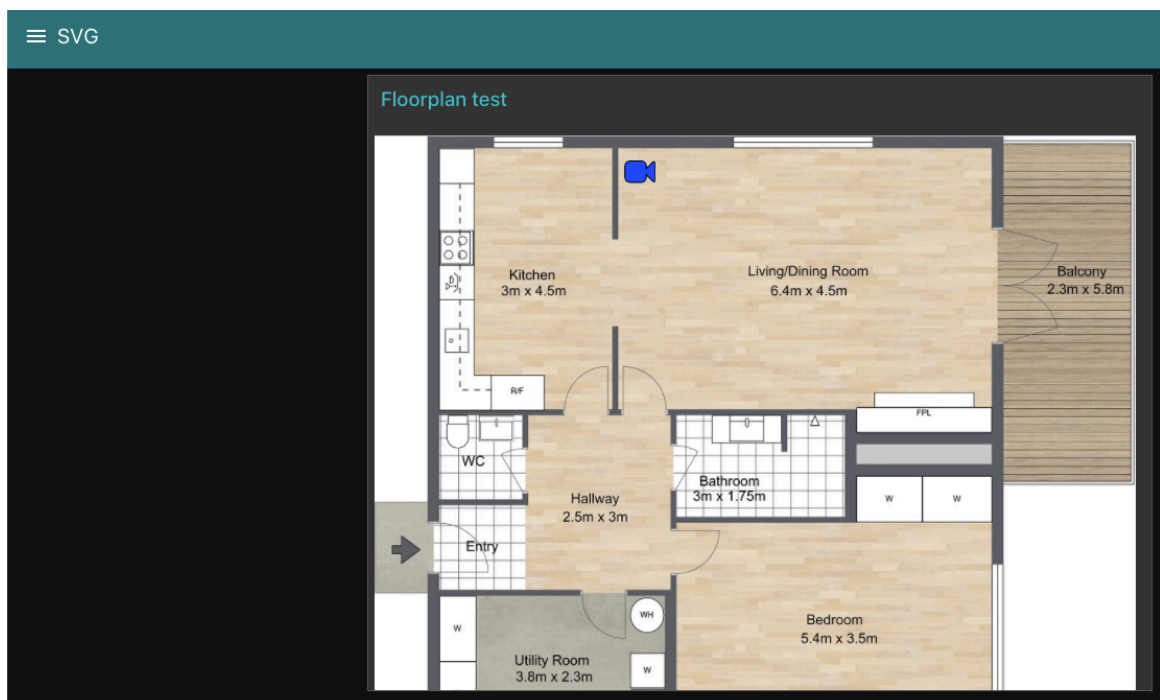 SVG
Floorplan test
Kitchen
3m x 4.5m
Living/Dining Room
6.4m x 4.5m
Balcony
2.3m x 5.8m
R/F
FPL
WC
Bathroom
3m x 1.75m
W
W
Hallway
2.5m x 3m
Entry
WH
W
Bedroom
5.4m x 3.5m
Utility Room
3.8m x 2.3m
W